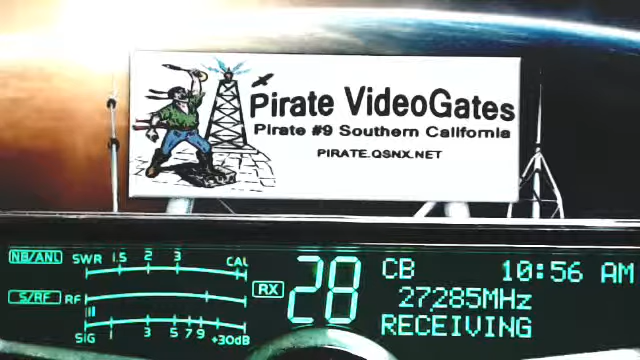 Pirate VideoGates
Pirate #9 Southern California
PIRATE.QSNX.NET
NB/ANL SWR 1.5 2 3 CAL
S/RF RF
SIG 1 3 5 7 9 +30dB
RX 28
CB 10:56 AM
27285MHz
RECEIVING